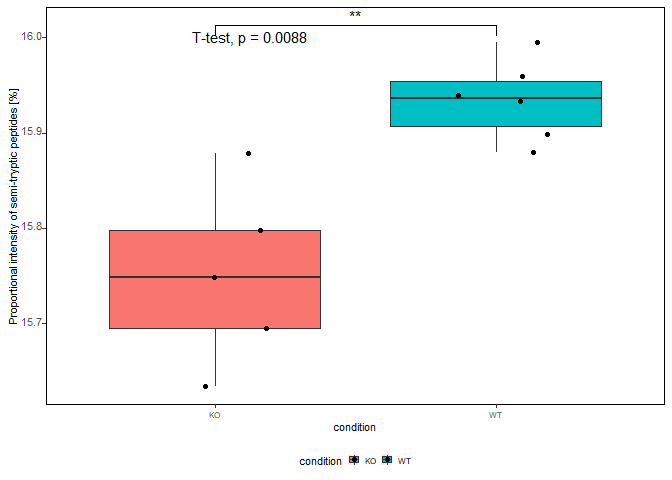 **
T-test, p = 0.0088
Proportional intensity of semi-tryptic peptides [%]
16.0
15.9
15.8
15.7
KO
WT
condition
condition KO WT